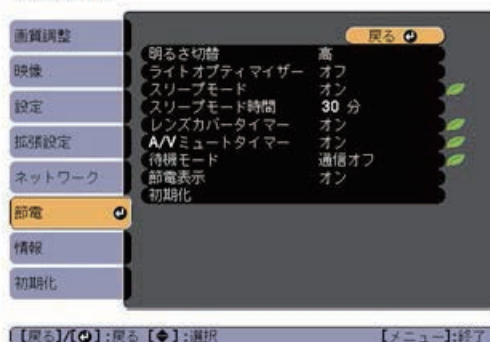 画質調整
映像
設定
拡張設定
ネットワーク
節電
情報
初期化
戻る
明るさ切替 高
ライトオプティマイザー オフ
スリープモード オン
スリープモード時間 30 分
レンズカバータイマー オン
A/Vミュートタイマー オン
待機モード 通信オフ
節電表示 オン
初期化
[戻る]/[⏎]:戻る [◆]:選択 [メニュー]:終了